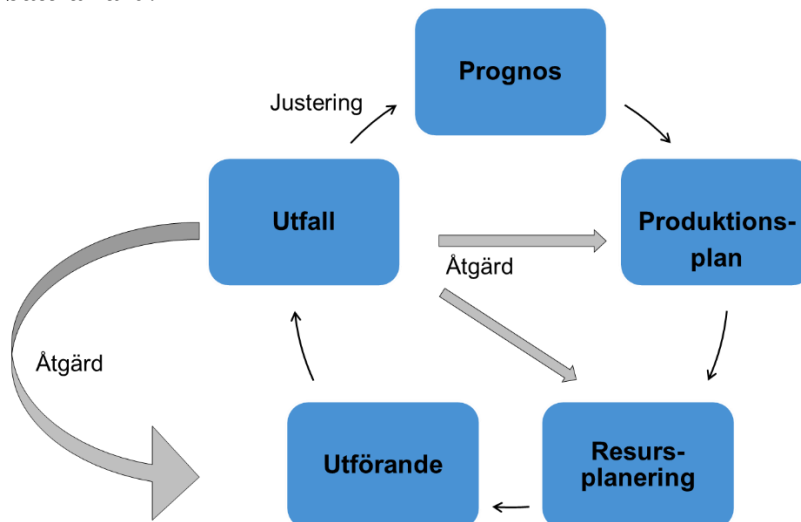 Prognos
Justering
Utfall
Produktions-
plan
Åtgärd
Åtgärd
Utförande
Resurs-
planering